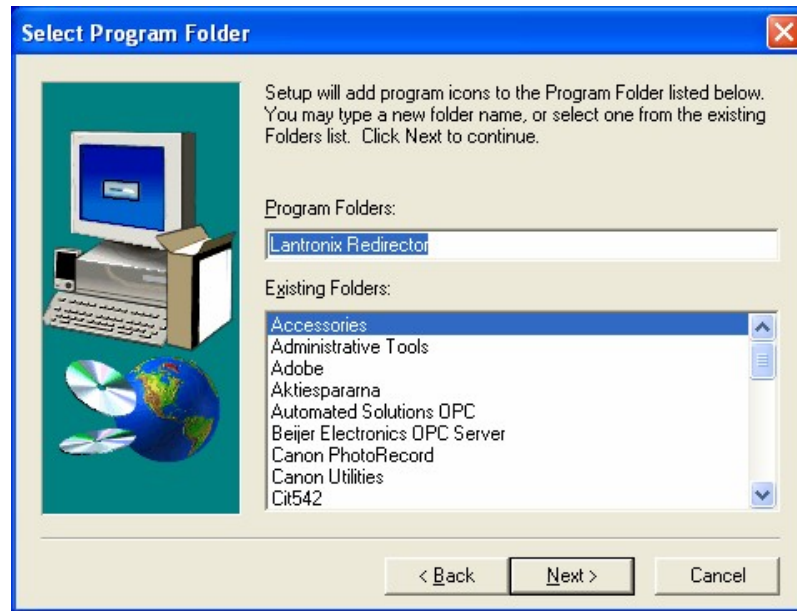 Select Program Folder
Setup will add program icons to the Program Folder listed below.
You may type a new folder name, or select one from the existing
Folders list.  Click Next to continue.
Program Folders:
Lantronix Redirector
Existing Folders:
Accessories
Administrative Tools
Adobe
Aktiespararna
Automated Solutions OPC
Beijer Electronics OPC Server
Canon PhotoRecord
Canon Utilities
Cit542
< Back
Next >
Cancel